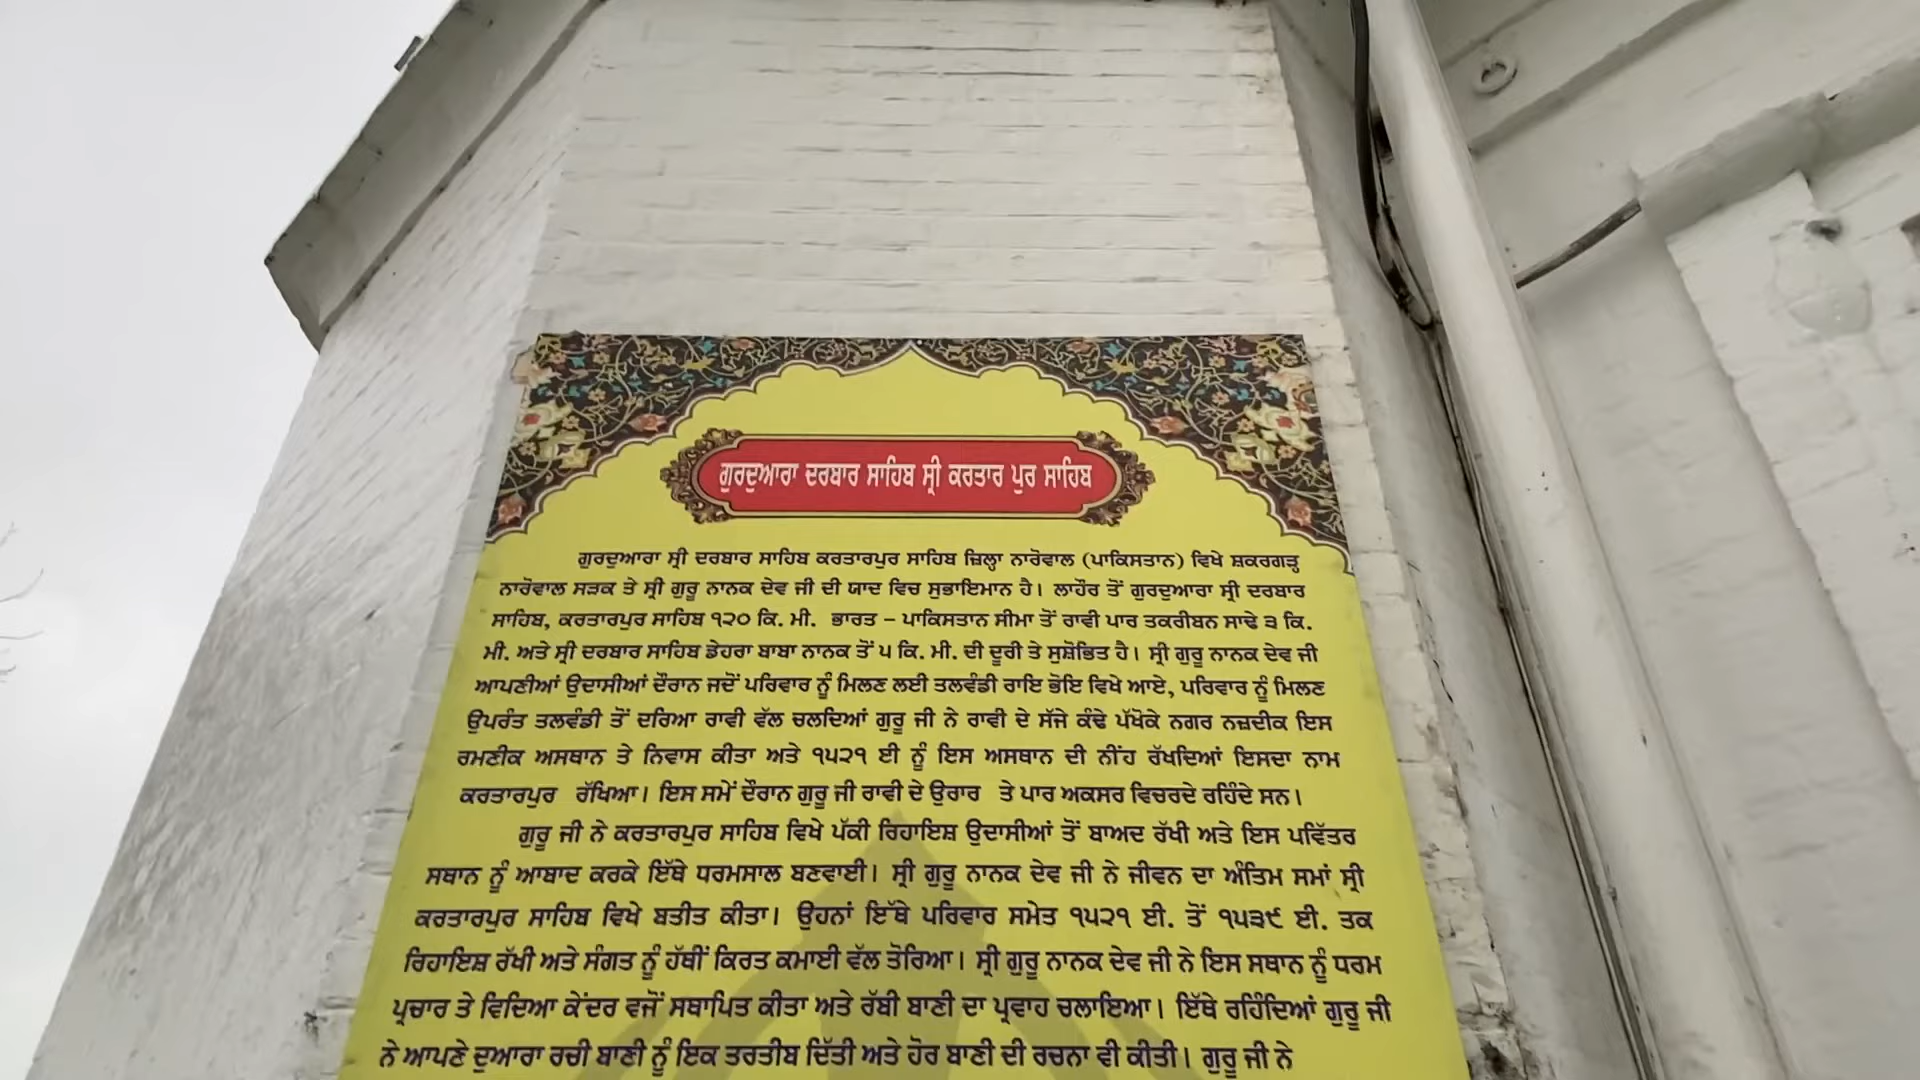 ਗੁਰਦੁਆਰਾ ਦਰਬਾਰ ਸਾਹਿਬ ਸ੍ਰੀ ਕਰਤਾਰ ਪੁਰ ਸਾਹਿਬ
ਗੁਰਦੁਆਰਾ ਸ੍ਰੀ ਦਰਬਾਰ ਸਾਹਿਬ ਕਰਤਾਰਪੁਰ ਸਾਹਿਬ ਜ਼ਿਲ੍ਹਾ ਨਾਰੋਵਾਲ (ਪਾਕਿਸਤਾਨ) ਵਿਖੇ ਸ਼ਕਰਗੜ੍ਹ
ਨਾਰੋਵਾਲ ਸੜਕ ਤੇ ਸ੍ਰੀ ਗੁਰੂ ਨਾਨਕ ਦੇਵ ਜੀ ਦੀ ਯਾਦ ਵਿਚ ਸੁਭਾਇਮਾਨ ਹੈ। ਲਾਹੌਰ ਤੋਂ ਗੁਰਦੁਆਰਾ ਸ੍ਰੀ ਦਰਬਾਰ
ਸਾਹਿਬ, ਕਰਤਾਰਪੁਰ ਸਾਹਿਬ ੧੨੦ ਕਿ. ਮੀ. ਭਾਰਤ – ਪਾਕਿਸਤਾਨ ਸੀਮਾ ਤੋਂ ਰਾਵੀ ਪਾਰ ਤਕਰੀਬਨ ਸਾਢੇ ੩ ਕਿ.
ਮੀ. ਅਤੇ ਸ੍ਰੀ ਦਰਬਾਰ ਸਾਹਿਬ ਡੇਹਰਾ ਬਾਬਾ ਨਾਨਕ ਤੋਂ ੫ ਕਿ. ਮੀ. ਦੀ ਦੂਰੀ ਤੇ ਸੁਸ਼ੋਭਿਤ ਹੈ। ਸ੍ਰੀ ਗੁਰੂ ਨਾਨਕ ਦੇਵ ਜੀ
ਆਪਣੀਆਂ ਉਦਾਸੀਆਂ ਦੌਰਾਨ ਜਦੋਂ ਪਰਿਵਾਰ ਨੂੰ ਮਿਲਣ ਲਈ ਤਲਵੰਡੀ ਰਾਇ ਭੋਇ ਵਿਖੇ ਆਏ, ਪਰਿਵਾਰ ਨੂੰ ਮਿਲਣ
ਉਪਰੰਤ ਤਲਵੰਡੀ ਤੋਂ ਦਰਿਆ ਰਾਵੀ ਵੱਲ ਚਲਦਿਆਂ ਗੁਰੂ ਜੀ ਨੇ ਰਾਵੀ ਦੇ ਸੱਜੇ ਕੰਢੇ ਪੱਖੋਕੇ ਨਗਰ ਨਜ਼ਦੀਕ ਇਸ
ਰਮਣੀਕ ਅਸਥਾਨ ਤੇ ਨਿਵਾਸ ਕੀਤਾ ਅਤੇ ੧੫੨੧ ਈ ਨੂੰ ਇਸ ਅਸਥਾਨ ਦੀ ਨੀਂਹ ਰੱਖਦਿਆਂ ਇਸਦਾ ਨਾਮ
ਕਰਤਾਰਪੁਰ ਰੱਖਿਆ। ਇਸ ਸਮੇਂ ਦੌਰਾਨ ਗੁਰੂ ਜੀ ਰਾਵੀ ਦੇ ਉਰਾਰ ਤੇ ਪਾਰ ਅਕਸਰ ਵਿਚਰਦੇ ਰਹਿੰਦੇ ਸਨ।
ਗੁਰੂ ਜੀ ਨੇ ਕਰਤਾਰਪੁਰ ਸਾਹਿਬ ਵਿਖੇ ਪੱਕੀ ਰਿਹਾਇਸ਼ ਉਦਾਸੀਆਂ ਤੋਂ ਬਾਅਦ ਰੱਖੀ ਅਤੇ ਇਸ ਪਵਿੱਤਰ
ਸਥਾਨ ਨੂੰ ਆਬਾਦ ਕਰਕੇ ਇੱਥੇ ਧਰਮਸਾਲ ਬਣਵਾਈ। ਸ੍ਰੀ ਗੁਰੂ ਨਾਨਕ ਦੇਵ ਜੀ ਨੇ ਜੀਵਨ ਦਾ ਅੰਤਿਮ ਸਮਾਂ ਸ੍ਰੀ
ਕਰਤਾਰਪੁਰ ਸਾਹਿਬ ਵਿਖੇ ਬਤੀਤ ਕੀਤਾ। ਉਹਨਾਂ ਇੱਥੇ ਪਰਿਵਾਰ ਸਮੇਤ ੧੫੨੧ ਈ. ਤੋਂ ੧੫੩੯ ਈ. ਤਕ
ਰਿਹਾਇਸ਼ ਰੱਖੀ ਅਤੇ ਸੰਗਤ ਨੂੰ ਹੱਥੀਂ ਕਿਰਤ ਕਮਾਈ ਵੱਲ ਤੋਰਿਆ। ਸ੍ਰੀ ਗੁਰੂ ਨਾਨਕ ਦੇਵ ਜੀ ਨੇ ਇਸ ਸਥਾਨ ਨੂੰ ਧਰਮ
ਪ੍ਰਚਾਰ ਤੇ ਵਿਦਿਆ ਕੇਂਦਰ ਵਜੋਂ ਸਥਾਪਿਤ ਕੀਤਾ ਅਤੇ ਰੱਬੀ ਬਾਣੀ ਦਾ ਪ੍ਰਵਾਹ ਚਲਾਇਆ। ਇੱਥੇ ਰਹਿੰਦਿਆਂ ਗੁਰੂ ਜੀ
ਨੇ ਆਪਣੇ ਦੁਆਰਾ ਰਚੀ ਬਾਣੀ ਨੂੰ ਇਕ ਤਰਤੀਬ ਦਿੱਤੀ ਅਤੇ ਹੋਰ ਬਾਣੀ ਦੀ ਰਚਨਾ ਵੀ ਕੀਤੀ। ਗੁਰੂ ਜੀ ਨੇ